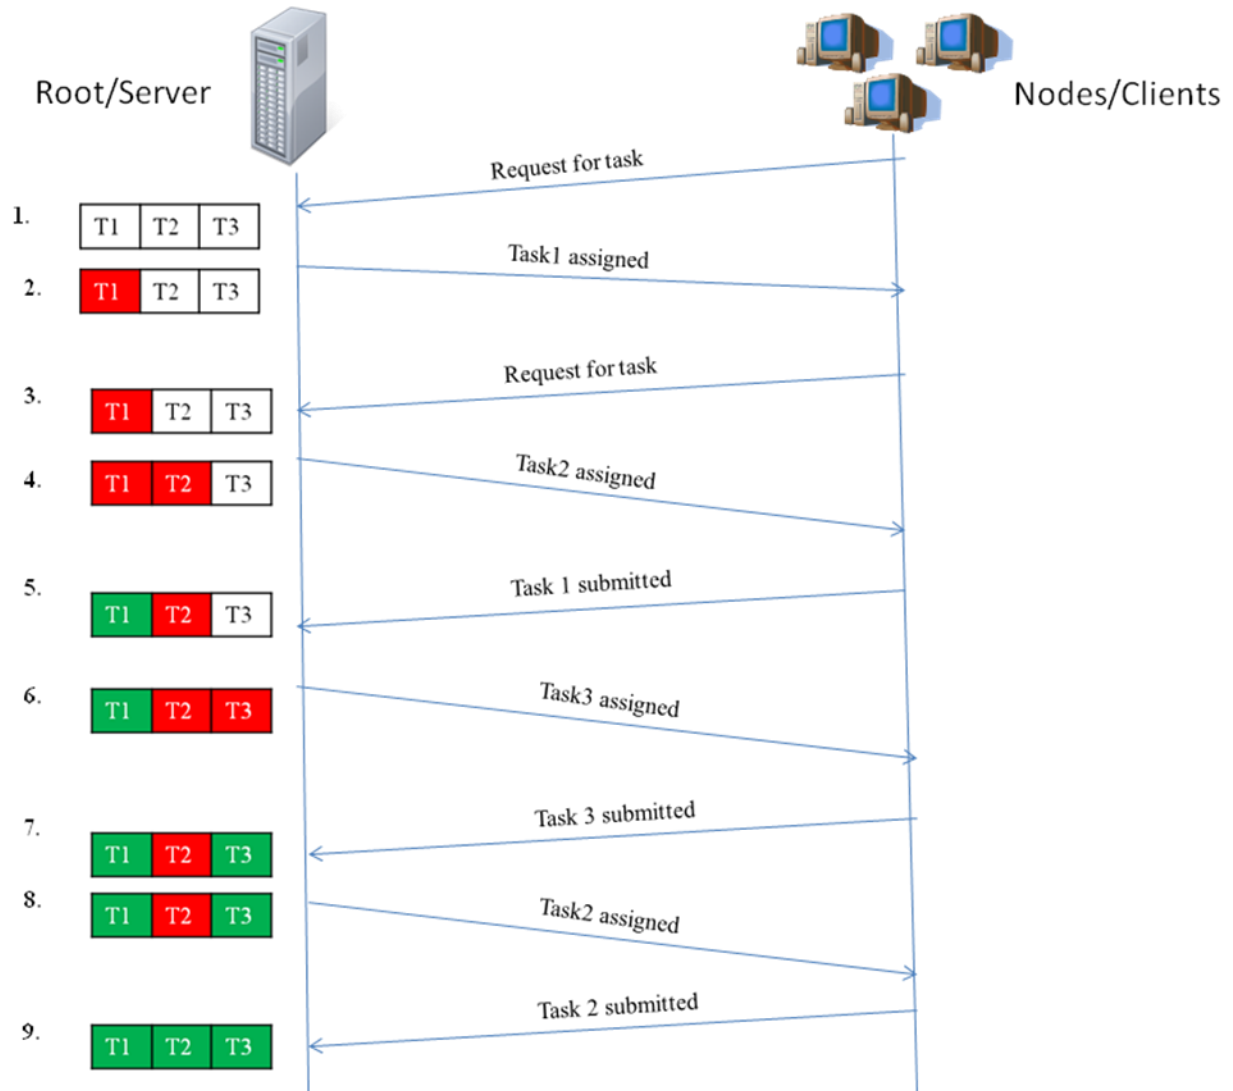 Root/Server
Nodes/Clients
Request for task
1.
T1 T2 T3
Task1 assigned
2.
T1 T2 T3
Request for task
3.
T1 T2 T3
4.
T1 T2 T3
Task2 assigned
5.
Task 1 submitted
T1 T2 T3
6.
T1 T2 T3
Task3 assigned
7.
Task 3 submitted
T1 T2 T3
8.
T1 T2 T3
Task2 assigned
Task 2 submitted
9.
T1 T2 T3